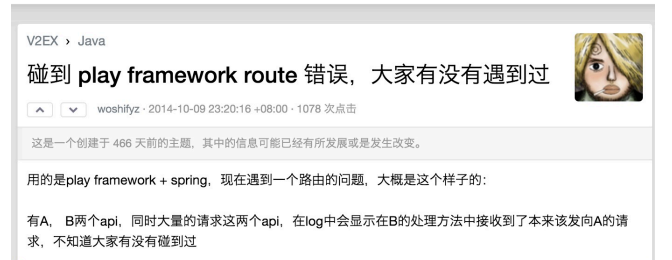 V2EX › Java
碰到 play framework route 错误，大家有没有遇到过
woshifyz · 2014-10-09 23:20:16 +08:00 · 1078 次点击
这是一个创建于 466 天前的主题，其中的信息可能已经有所发展或是发生改变。
用的是play framework + spring，现在遇到一个路由的问题，大概是这个样子的：
有A， B两个api，同时大量的请求这两个api，在log中会显示在B的处理方法中接收到了本来该发向A的请
求，不知道大家有没有碰到过